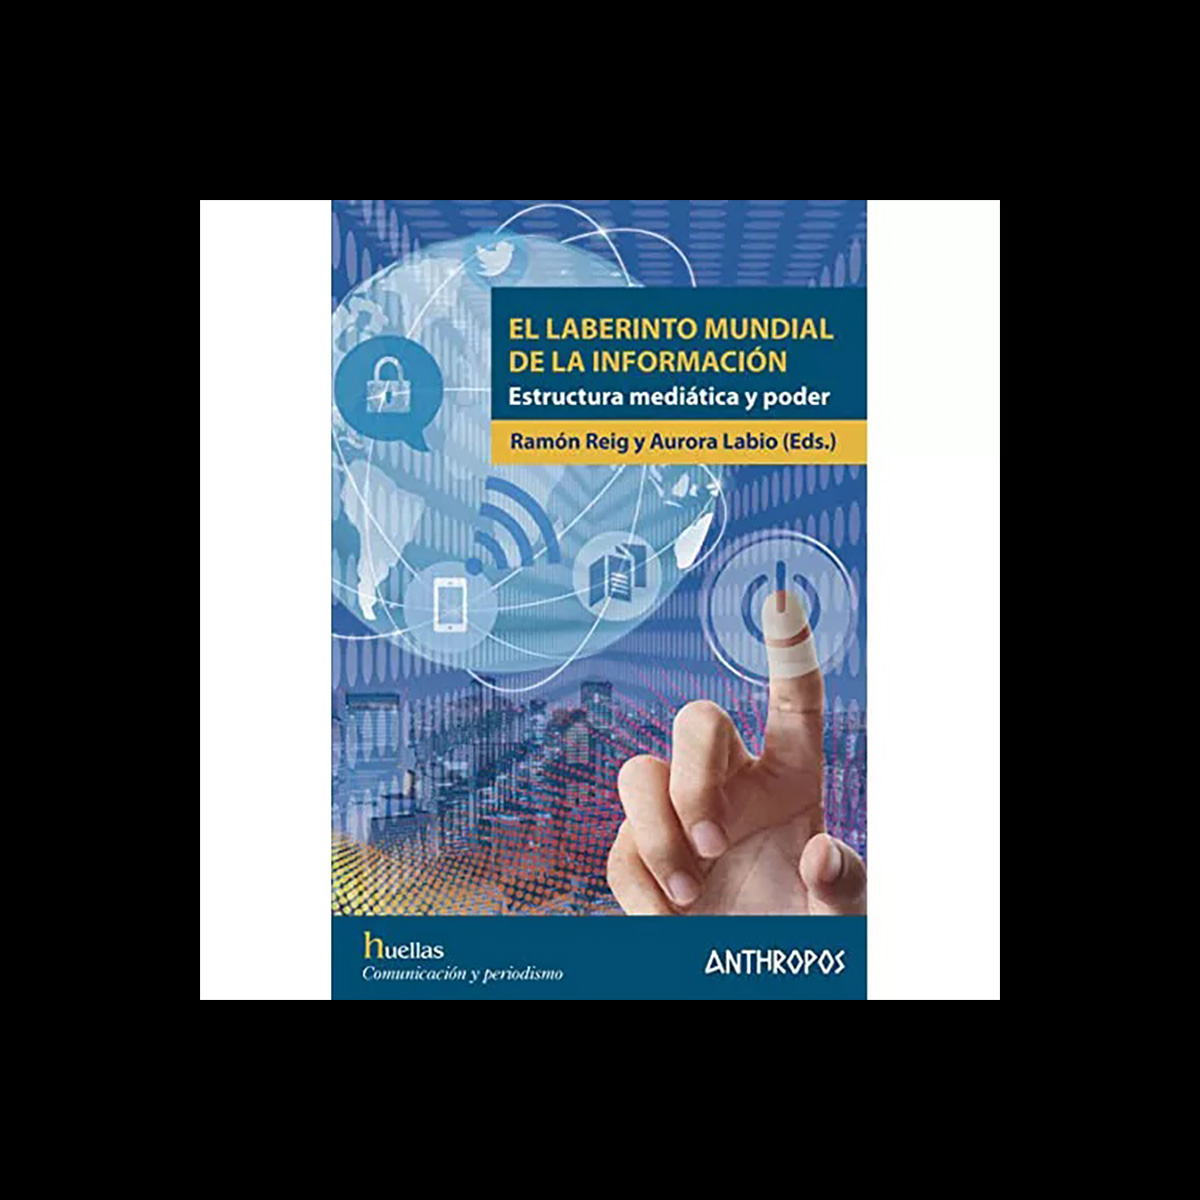 EL LABERINTO MUNDIAL
DE LA INFORMACIÓN
Estructura mediática y poder
Ramón Reig y Aurora Labio (Eds.)
huellas
Comunicación y periodismo
ANTHROPOS